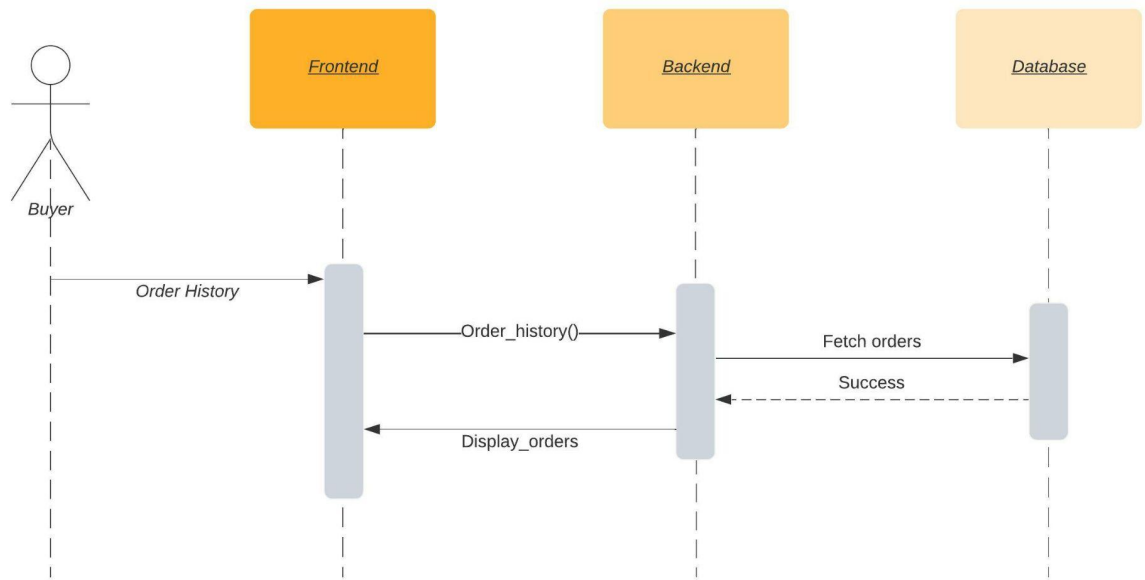 Frontend
Backend
Database
Buyer
Order History
Order_history()
Fetch orders
Success
Display_orders